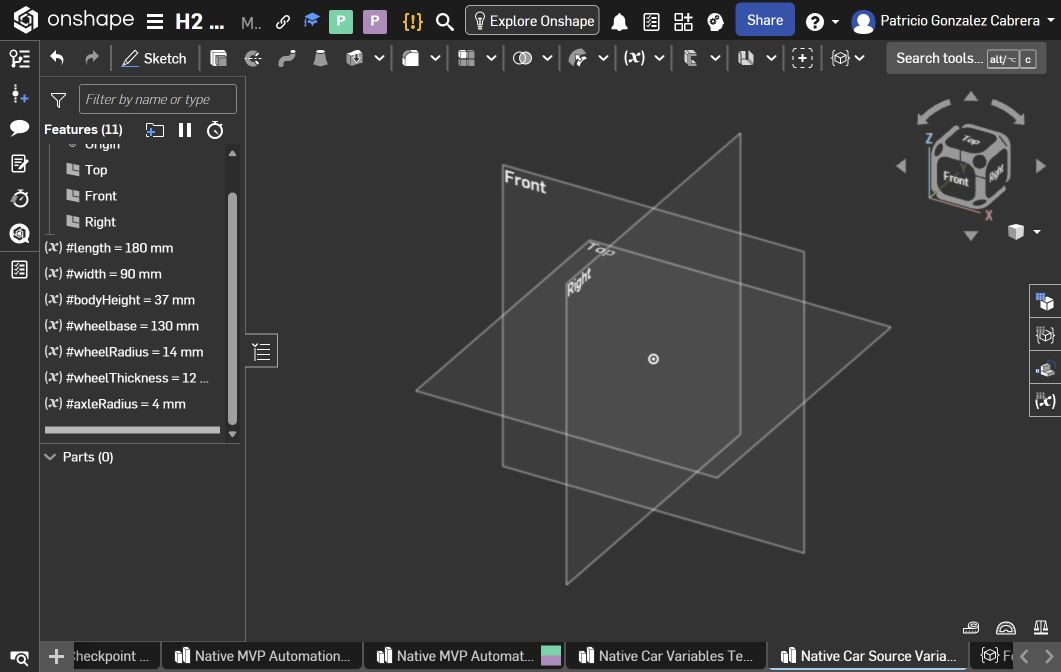 onshape H2 ... M.. P P {!} Explore Onshape Share Patricio Gonzalez Cabrera
Sketch (x) Search tools... alt/⌥ c
Filter by name or type
Features (11)
Origin
Top
Front
Right
(x) #length = 180 mm
(x) #width = 90 mm
(x) #bodyHeight = 37 mm
(x) #wheelbase = 130 mm
(x) #wheelRadius = 14 mm
(x) #wheelThickness = 12 ...
(x) #axleRadius = 4 mm
Parts (0)
Front
Top
Right
Z
Top
Y
Front
Right
X
(x)
Checkpoint ... Native MVP Automation... Native MVP Automat... Native Car Variables Te... Native Car Source Varia...